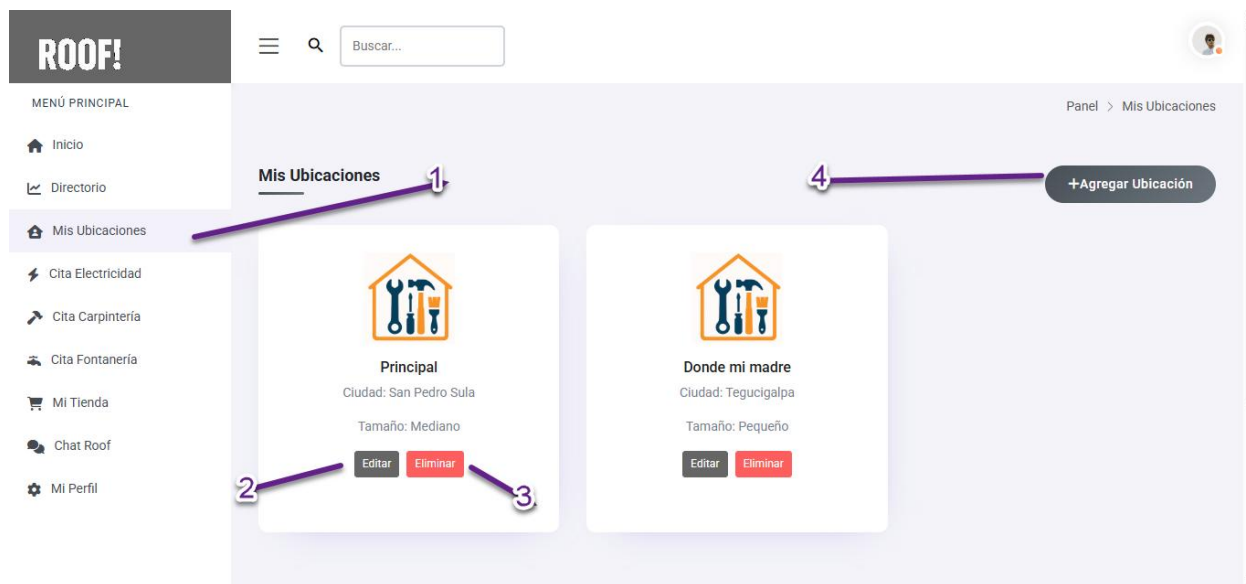 ROOF!
Buscar...
MENÚ PRINCIPAL
Panel > Mis Ubicaciones
Inicio
Directorio
Mis Ubicaciones
Cita Electricidad
Cita Carpintería
Cita Fontanería
Mi Tienda
Chat Roof
Mi Perfil
Mis Ubicaciones
1
4
+Agregar Ubicación
Principal
Ciudad: San Pedro Sula
Tamaño: Mediano
Editar Eliminar
2
3
Donde mi madre
Ciudad: Tegucigalpa
Tamaño: Pequeño
Editar Eliminar